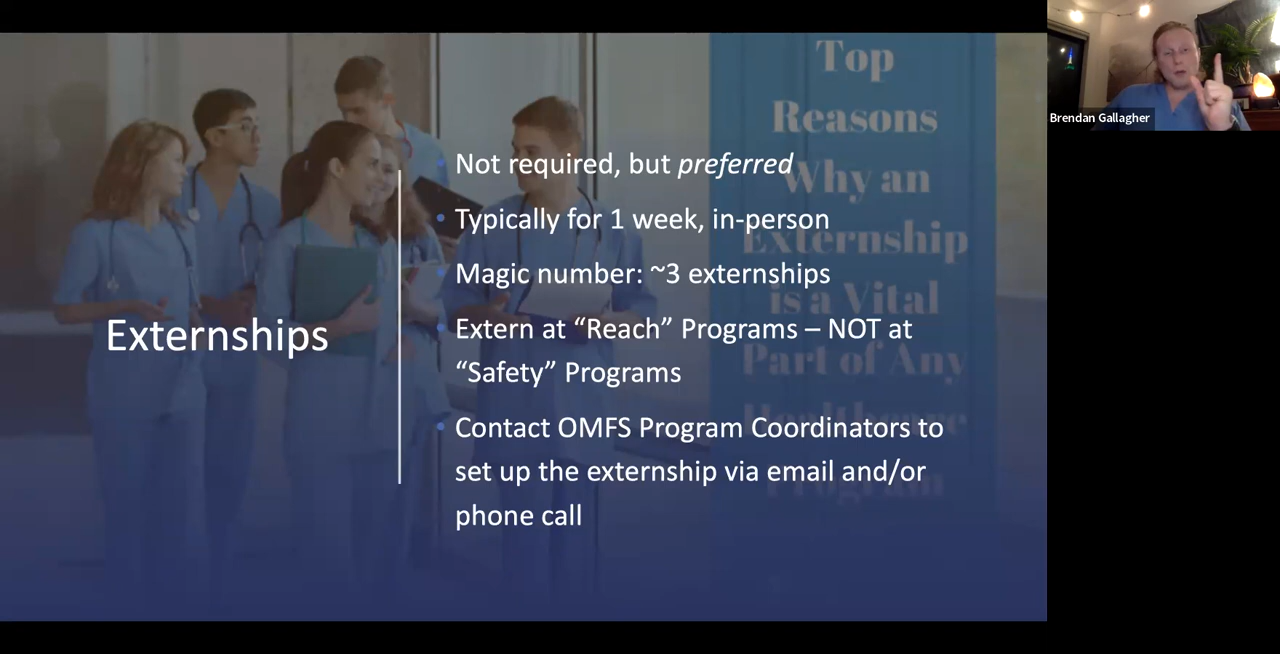 Externships
Not required, but preferred
Typically for 1 week, in-person
Magic number: ~3 externships
Extern at “Reach” Programs – NOT at
“Safety” Programs
Contact OMFS Program Coordinators to
set up the externship via email and/or
phone call
Top
Reasons
Why an
Externship
is a Vital
Part of Any
Healthcare
Program
Brendan Gallagher